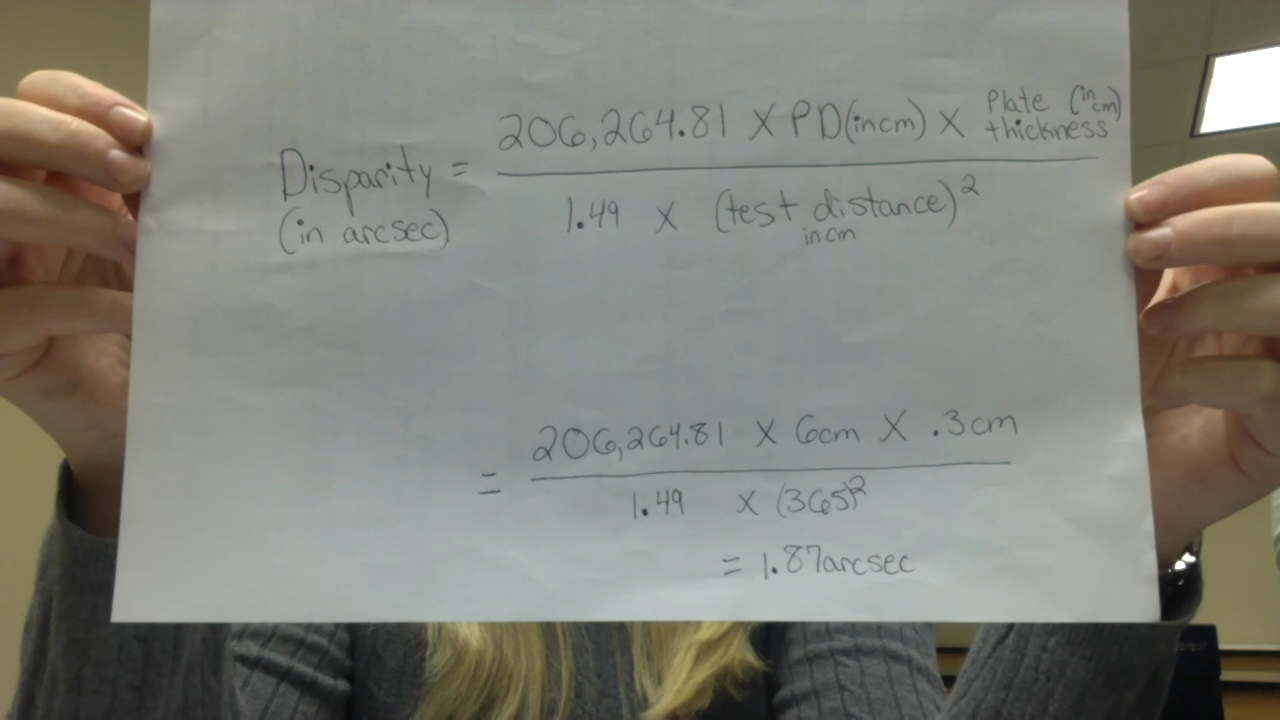 Disparity (in arcsec) = 206,264.81 X PD(in cm) X Plate thickness (in cm)
1.49 X (test distance)² in cm
= 206,264.81 X 6cm X .3cm
1.49 X (365)²
= 1.87arcsec